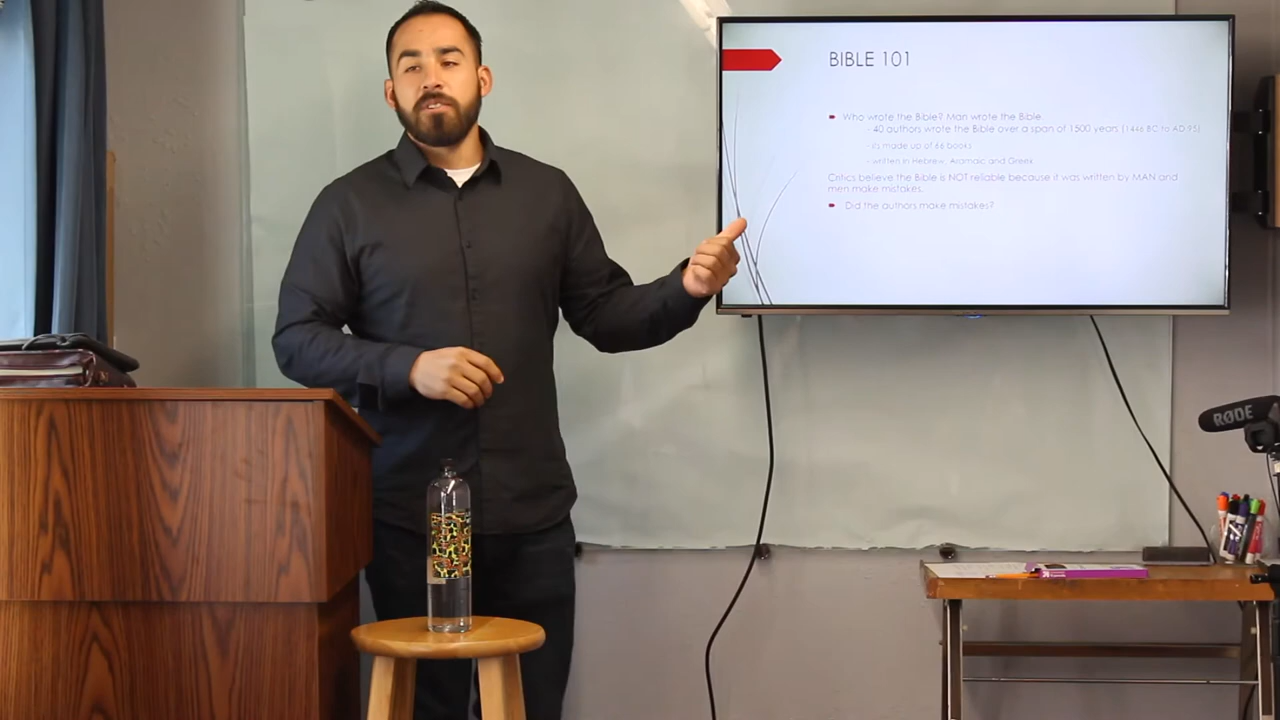 BIBLE 101
Who wrote the Bible? Man wrote the Bible.
- 40 authors wrote the Bible over a span of 1500 years (1446 BC to AD 95)
- its made up of 66 books
- written in Hebrew, Aramaic and Greek
Critics believe the Bible is NOT reliable because it was written by MAN and
men make mistakes.
Did the authors make mistakes?
RØDE